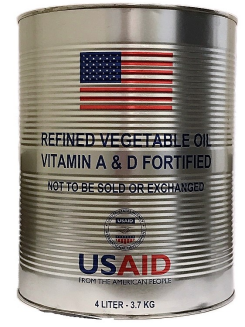 REFINED VEGETABLE OIL
VITAMIN A & D FORTIFIED
NOT TO BE SOLD OR EXCHANGED
USAID
USAID
FROM THE AMERICAN PEOPLE
4 LITER - 3.7 KG